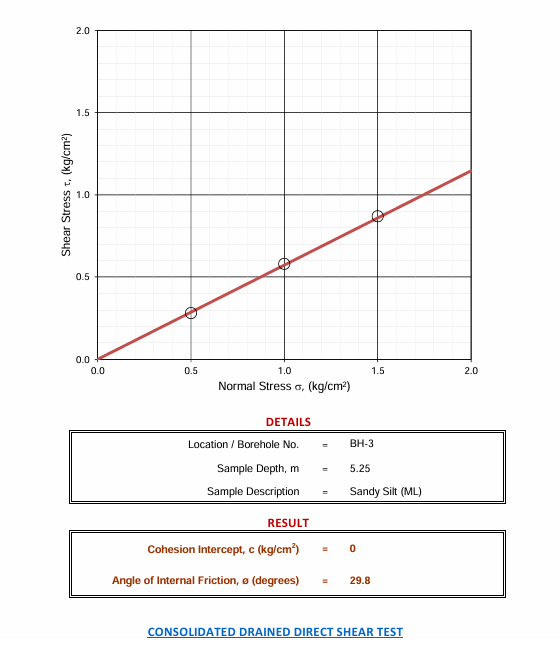 2.0
1.5
1.0
0.5
0.0
Shear Stress τ, (kg/cm²)
0.0 0.5 1.0 1.5 2.0
Normal Stress σ, (kg/cm²)
DETAILS
Location / Borehole No. = BH-3
Sample Depth, m = 5.25
Sample Description = Sandy Silt (ML)
RESULT
Cohesion Intercept, c (kg/cm²) = 0
Angle of Internal Friction, ø (degrees) = 29.8
CONSOLIDATED DRAINED DIRECT SHEAR TEST